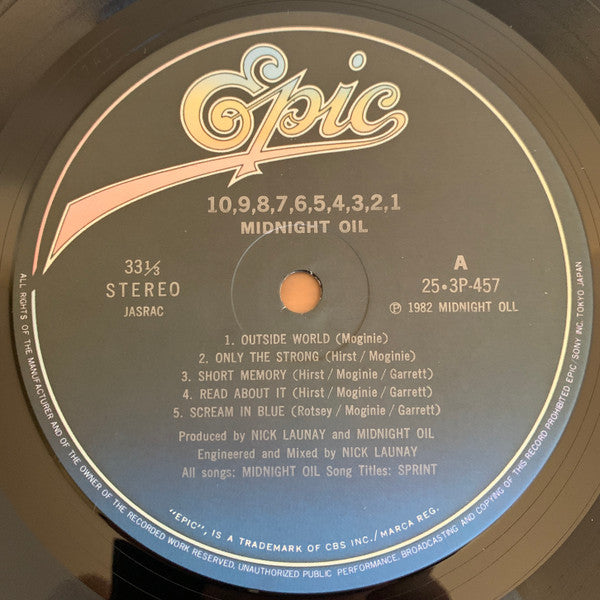 Epic
10,9,8,7,6,5,4,3,2,1
MIDNIGHT OIL
33⅓
STEREO
JASRAC
A
25・3P-457
Ⓟ 1982 MIDNIGHT OLL
1. OUTSIDE WORLD (Moginie)
2. ONLY THE STRONG (Hirst/Moginie)
3. SHORT MEMORY (Hirst/Moginie/Garrett)
4. READ ABOUT IT (Hirst/Moginie/Garrett)
5. SCREAM IN BLUE (Rotsey/Moginie/Garrett)
Produced by NICK LAUNAY and MIDNIGHT OIL
Engineered and Mixed by NICK LAUNAY
All songs: MIDNIGHT OIL Song Titles: SPRINT
"EPIC", IS A TRADEMARK OF CBS INC./MARCA REG.
ALL RIGHTS OF THE MANUFACTURER AND OF THE OWNER OF THE RECORDED WORK RESERVED, UNAUTHORIZED PUBLIC PERFORMANCE, BROADCASTING AND COPYING OF THIS RECORD PROHIBITED EPIC/SONY INC. TOKYO JAPAN